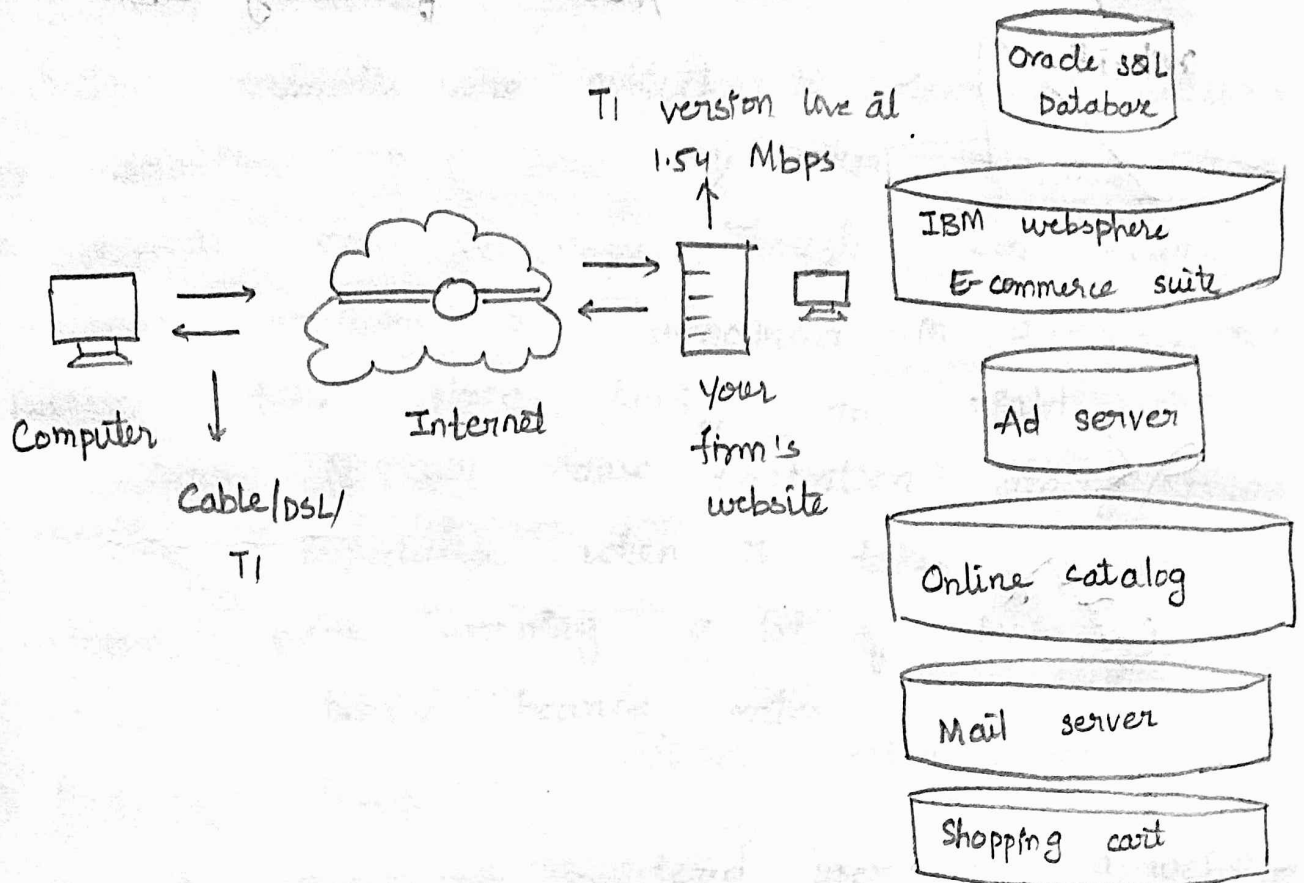 Oracle SQL
Database
T1 version love at
1.54 Mbps
IBM websphere
E-commerce suite
Computer
Internet
Your
firm's
website
Cable/DSL/
T1
Ad server
Online catalog
Mail server
Shopping cart